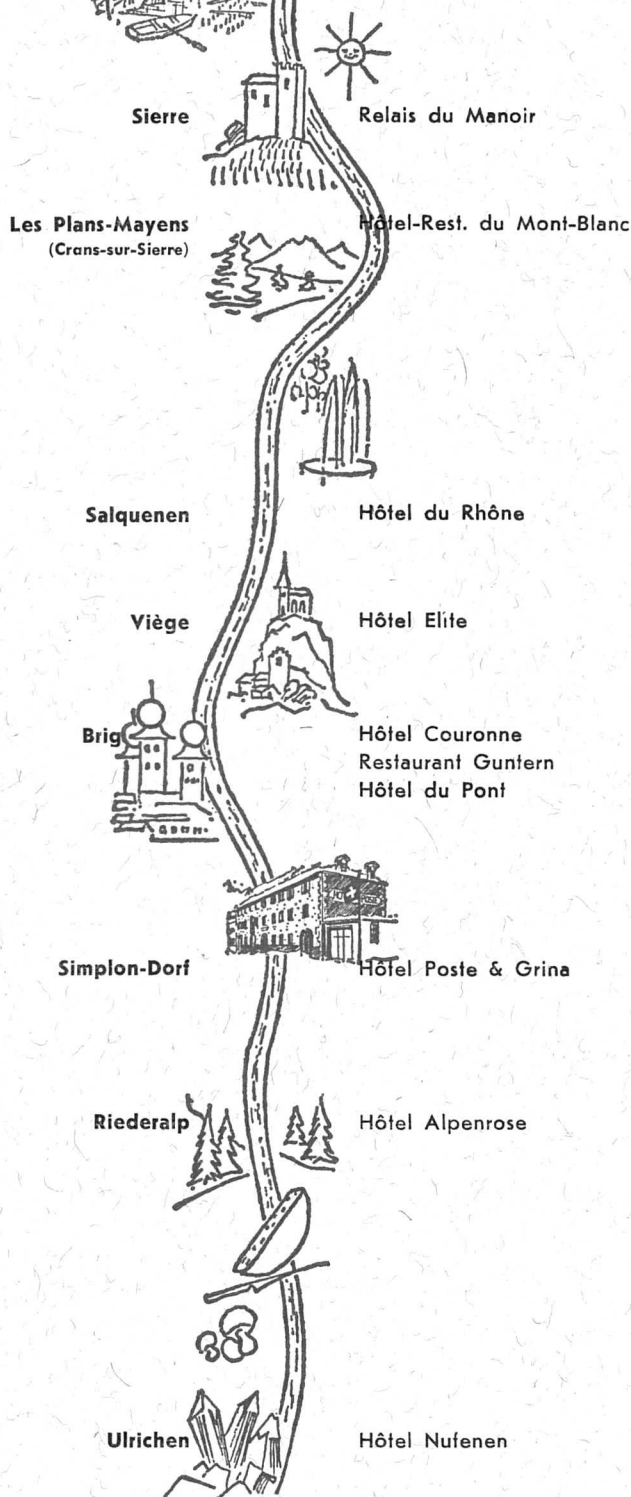 Sierre Relais du Manoir
Les Plans-Mayens Hôtel-Rest. du Mont-Blanc
(Crans-sur-Sierre)
Salquenen Hôtel du Rhône
Viège Hôtel Elite
Brig Hôtel Couronne
Restaurant Guntern
Hôtel du Pont
Simplon-Dorf Hôtel Poste & Grina
Riederalp Hôtel Alpenrose
Ulrichen Hôtel Nufenen